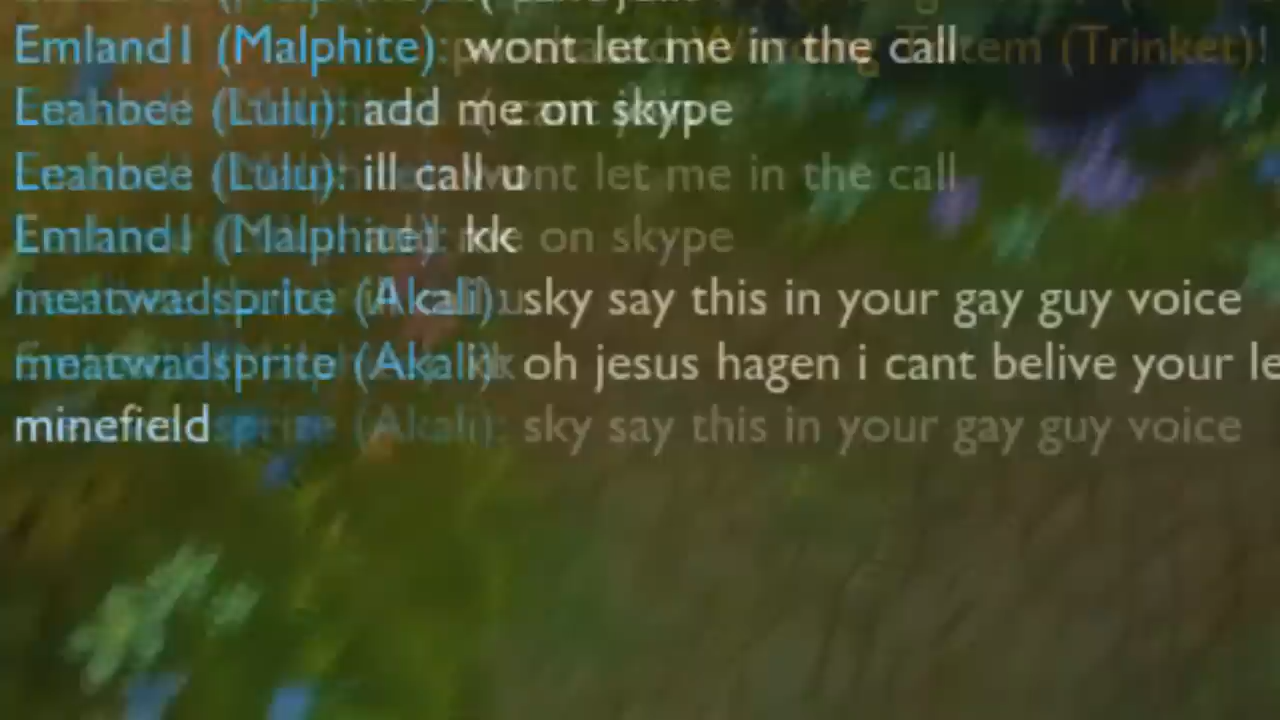 Emland1 (Malphite): wont let me in the call
Leahbee (Lulu): add me on skype
Leahbee (Lulu): ill call u
Emland1 (Malphite): kk
meatwadsprite (Akali): sky say this in your gay guy voice
meatwadsprite (Akali): oh jesus hagen i cant belive your le
minefield